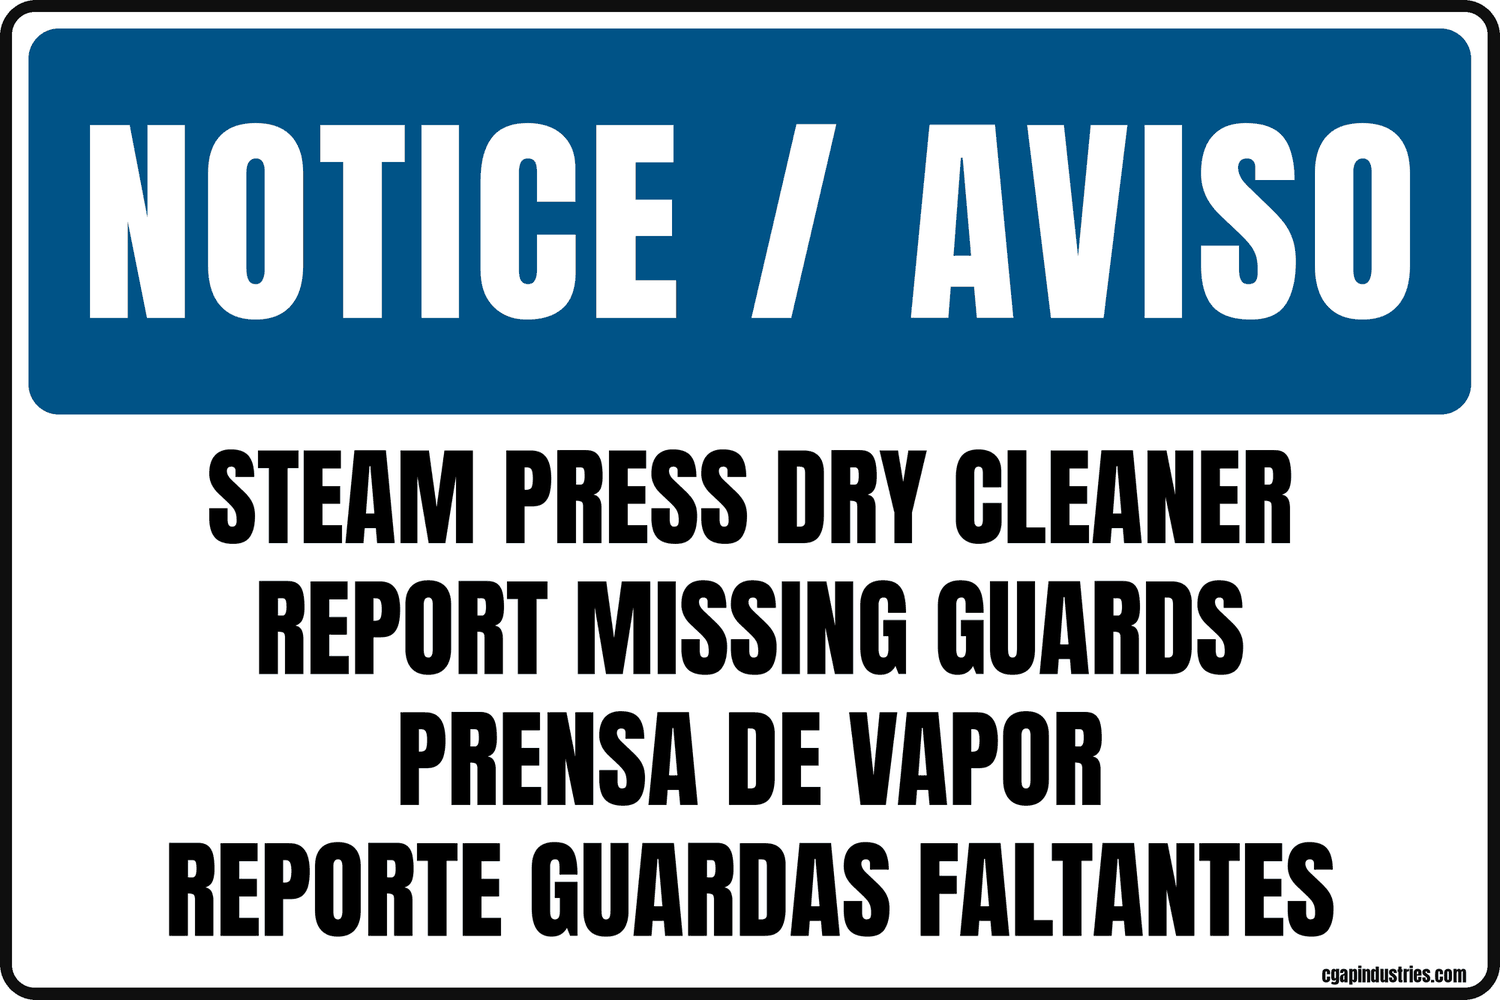 NOTICE / AVISO
STEAM PRESS DRY CLEANER
REPORT MISSING GUARDS
PRENSA DE VAPOR
REPORTE GUARDAS FALTANTES
cgapindustries.com